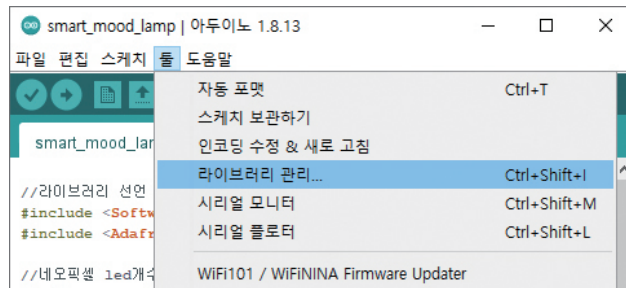 smart_mood_lamp | 아두이노 1.8.13
파일 편집 스케치 툴 도움말
자동 포맷 Ctrl+T
스케치 보관하기
인코딩 수정 & 새로 고침
smart_mood_lar
라이브러리 관리... Ctrl+Shift+I
//라이브러리 선언
시리얼 모니터 Ctrl+Shift+M
#include <Softw
시리얼 플로터 Ctrl+Shift+L
#include <Adafr
WiFi101 / WiFiNINA Firmware Updater
//네오픽셀 led개수